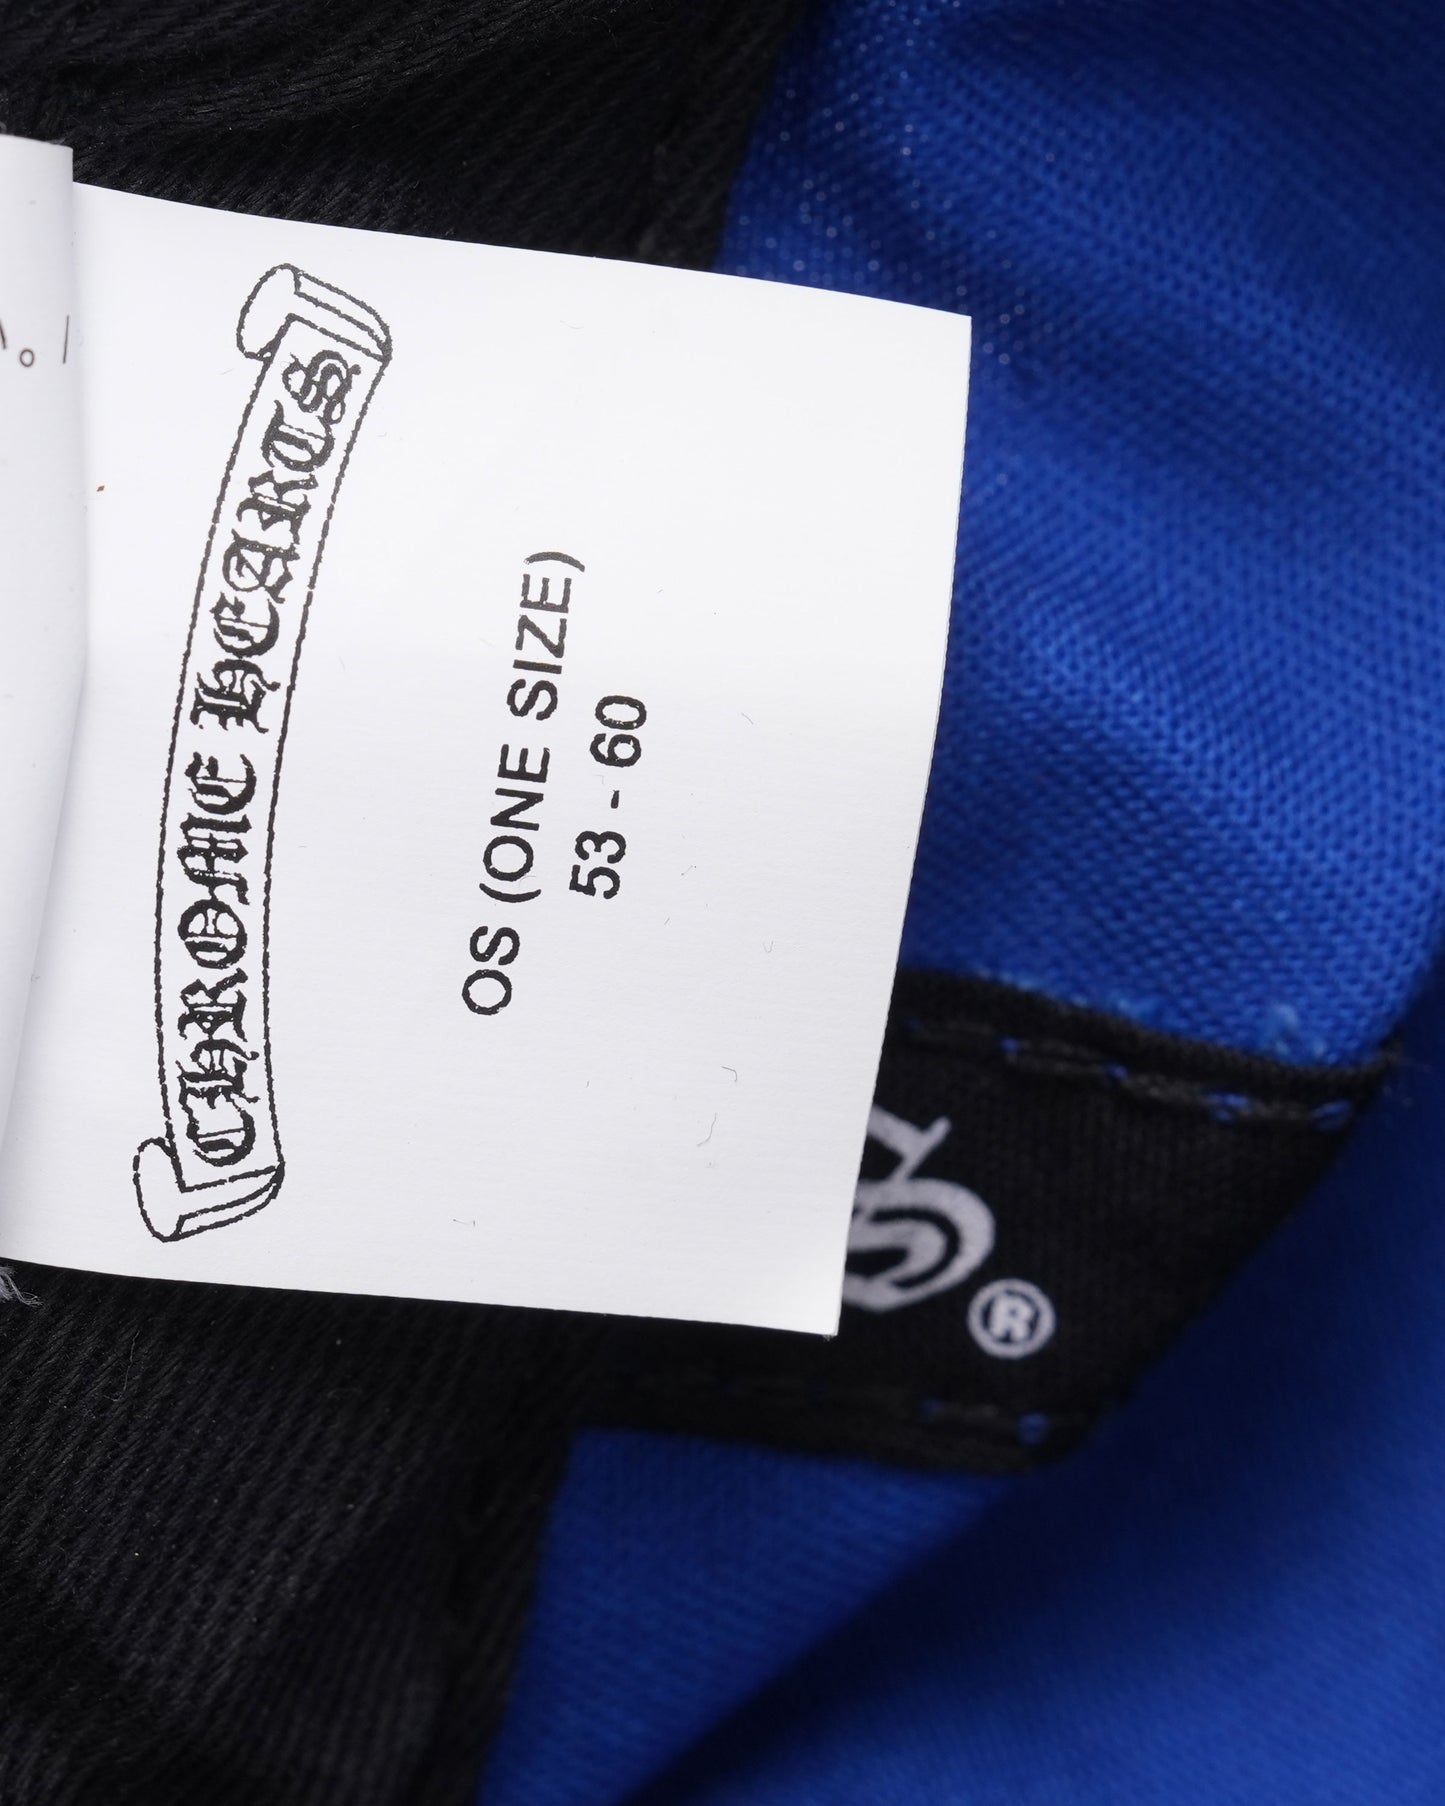 CHROME HEARTS
OS (ONE SIZE)
53 - 60
®